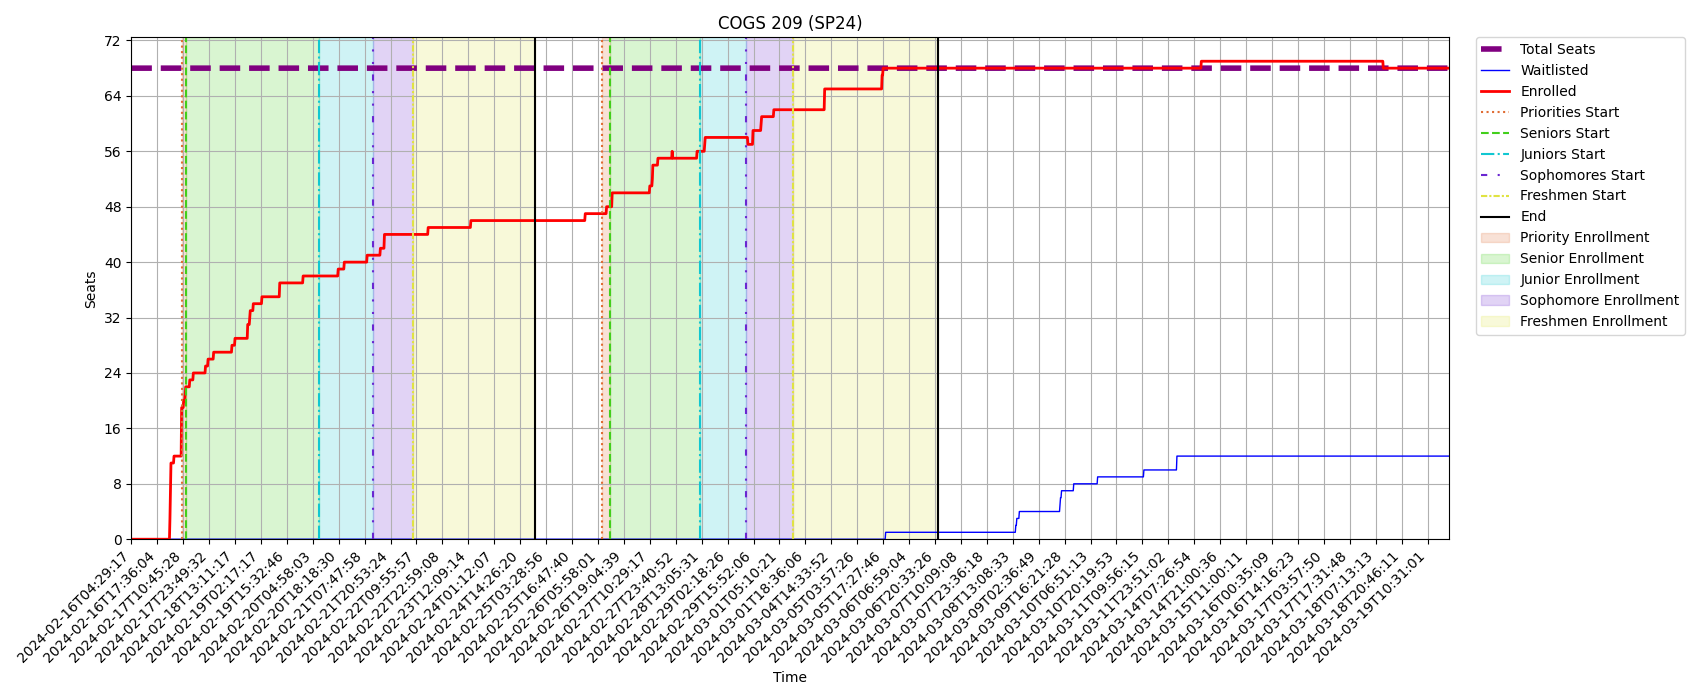 COGS 209 (SP24)
Seats
72
64
56
48
40
32
24
16
8
0
2024-02-16T04:29:17
2024-02-16T17:36:04
2024-02-17T10:45:28
2024-02-17T23:49:32
2024-02-18T13:11:17
2024-02-19T02:17:17
2024-02-19T15:32:46
2024-02-20T04:58:03
2024-02-20T18:18:30
2024-02-21T07:47:58
2024-02-21T20:53:24
2024-02-22T09:55:57
2024-02-22T22:59:08
2024-02-23T12:09:14
2024-02-24T01:12:07
2024-02-24T14:26:20
2024-02-25T03:28:56
2024-02-25T16:47:40
2024-02-26T05:58:01
2024-02-26T19:04:39
2024-02-27T10:29:17
2024-02-27T23:40:52
2024-02-28T13:05:31
2024-02-29T02:18:26
2024-02-29T15:52:06
2024-03-01T05:10:21
2024-03-01T18:36:06
2024-03-04T14:33:52
2024-03-05T03:57:26
2024-03-05T17:27:46
2024-03-06T06:59:04
2024-03-06T20:33:26
2024-03-07T10:09:08
2024-03-07T23:36:18
2024-03-08T13:08:33
2024-03-09T02:36:49
2024-03-09T16:21:28
2024-03-10T06:51:13
2024-03-10T20:19:53
2024-03-11T09:56:15
2024-03-11T23:51:02
2024-03-14T07:26:54
2024-03-14T21:00:36
2024-03-15T11:00:11
2024-03-16T00:35:09
2024-03-16T14:16:23
2024-03-17T03:57:50
2024-03-17T17:31:48
2024-03-18T07:13:13
2024-03-18T20:46:11
2024-03-19T10:31:01
Time
Total Seats
Waitlisted
Enrolled
Priorities Start
Seniors Start
Juniors Start
Sophomores Start
Freshmen Start
End
Priority Enrollment
Senior Enrollment
Junior Enrollment
Sophomore Enrollment
Freshmen Enrollment